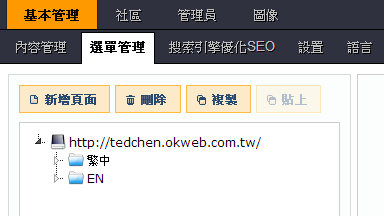 基本管理 社區 管理員 圖像
內容管理 選單管理 搜索引擎優化SEO 設置 語言
新增頁面 刪除 複製 貼上
http://tedchen.okweb.com.tw/
繁中
EN